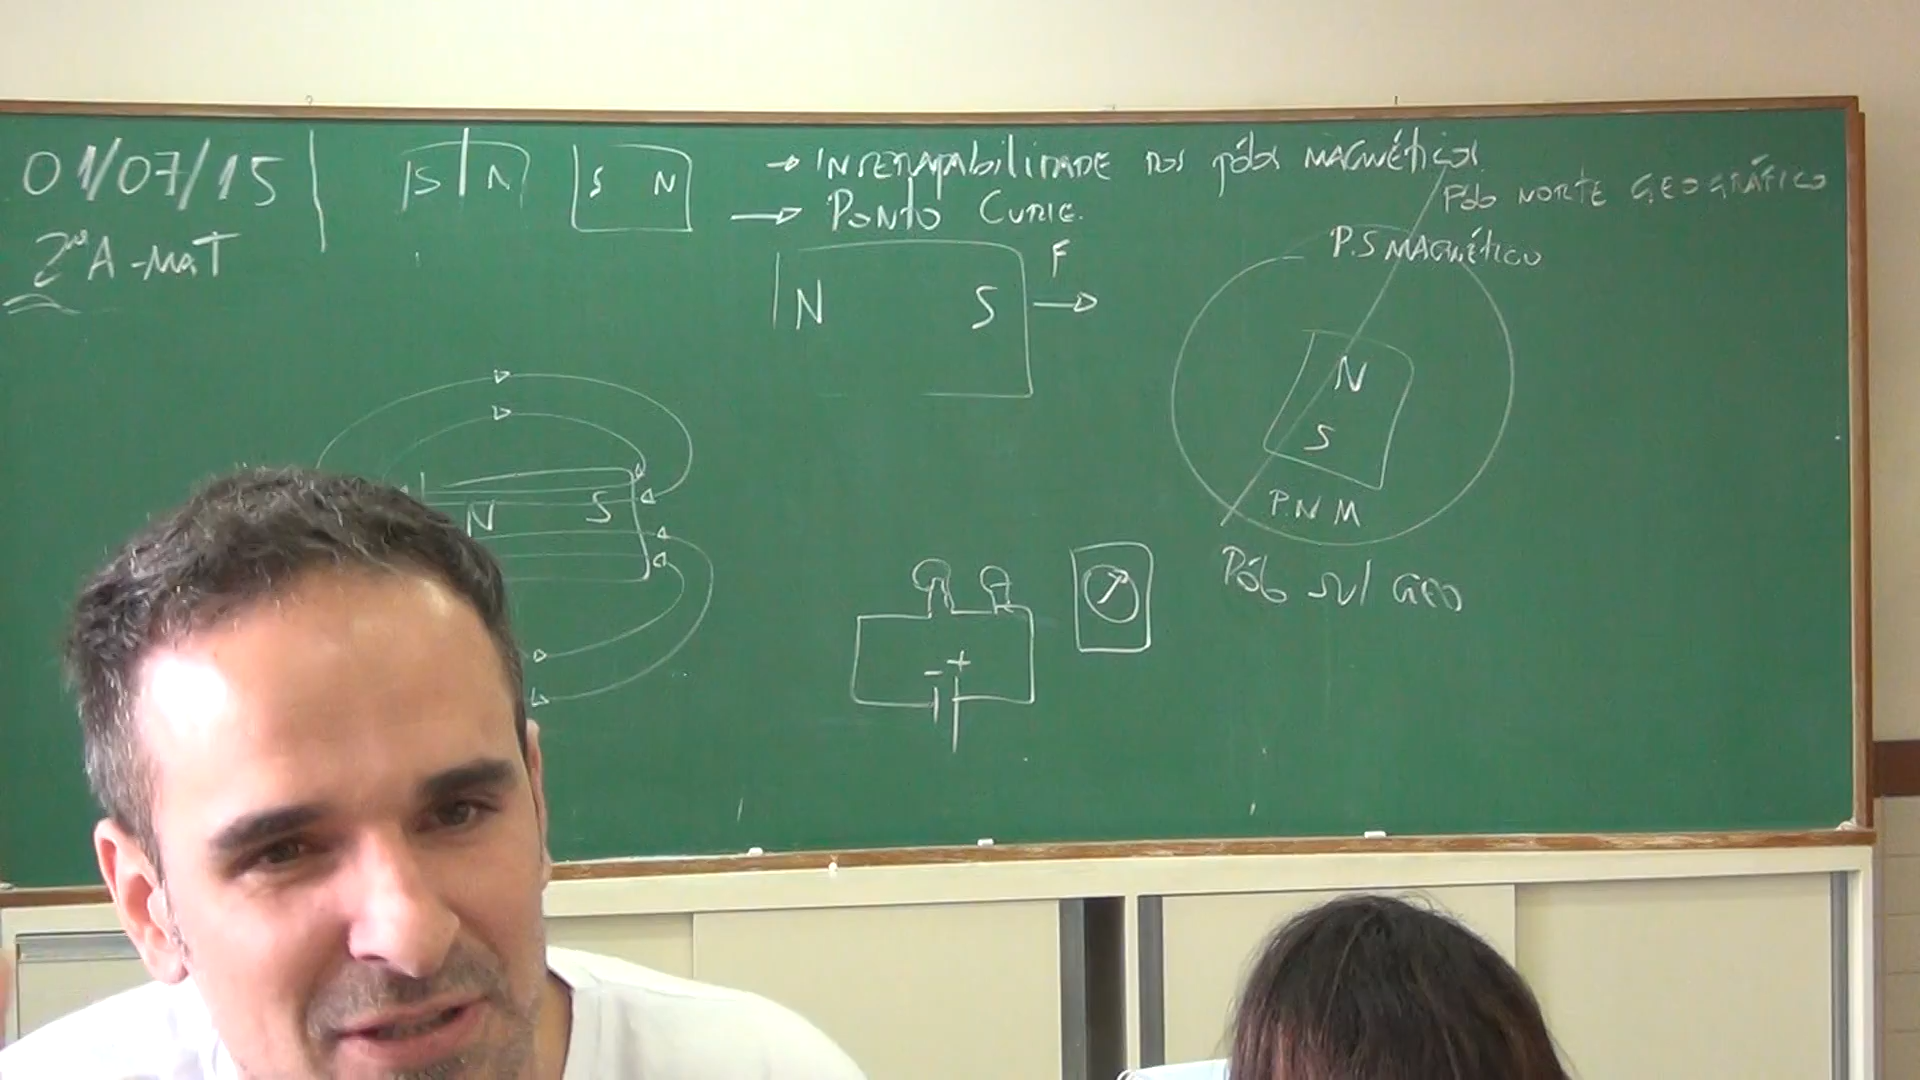 01/07/15
2ºA-MAT
S N
S N
→ INSEPARABILIDADE DOS PÓLOS MAGNÉTICOS
→ PONTO CURIE.
PÓLO NORTE GEOGRÁFICO
P.S MAGNÉTICO
F
N S
N
S
N S
P.N M
PÓLO SUL GEO
- +